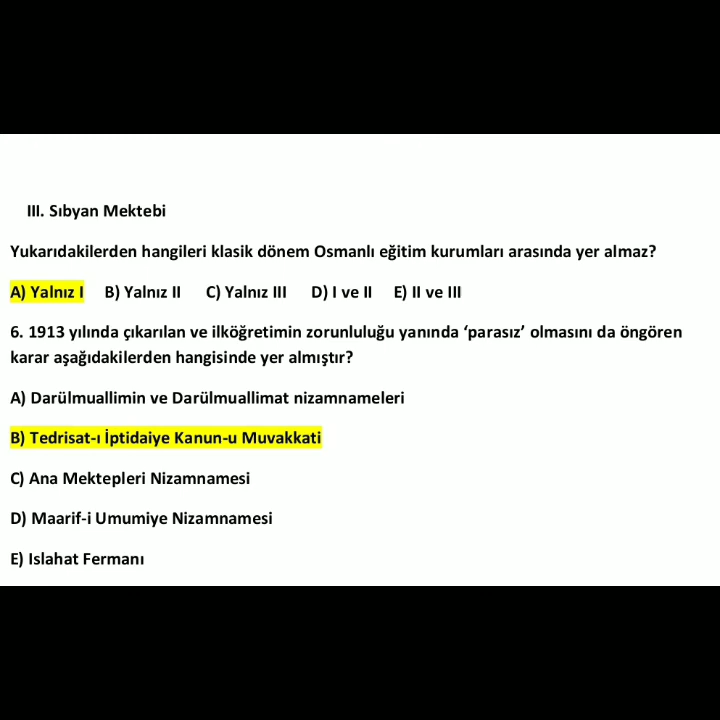 III. Sıbyan Mektebi
Yukarıdakilerden hangileri klasik dönem Osmanlı eğitim kurumları arasında yer almaz?
A) Yalnız I B) Yalnız II C) Yalnız III D) I ve II E) II ve III
6. 1913 yılında çıkarılan ve ilköğretimin zorunluluğu yanında ‘parasız’ olmasını da öngören
karar aşağıdakilerden hangisinde yer almıştır?
A) Darülmuallimin ve Darülmuallimat nizamnameleri
B) Tedrisat-ı İptidaiye Kanun-u Muvakkati
C) Ana Mektepleri Nizamnamesi
D) Maarif-i Umumiye Nizamnamesi
E) Islahat Fermanı